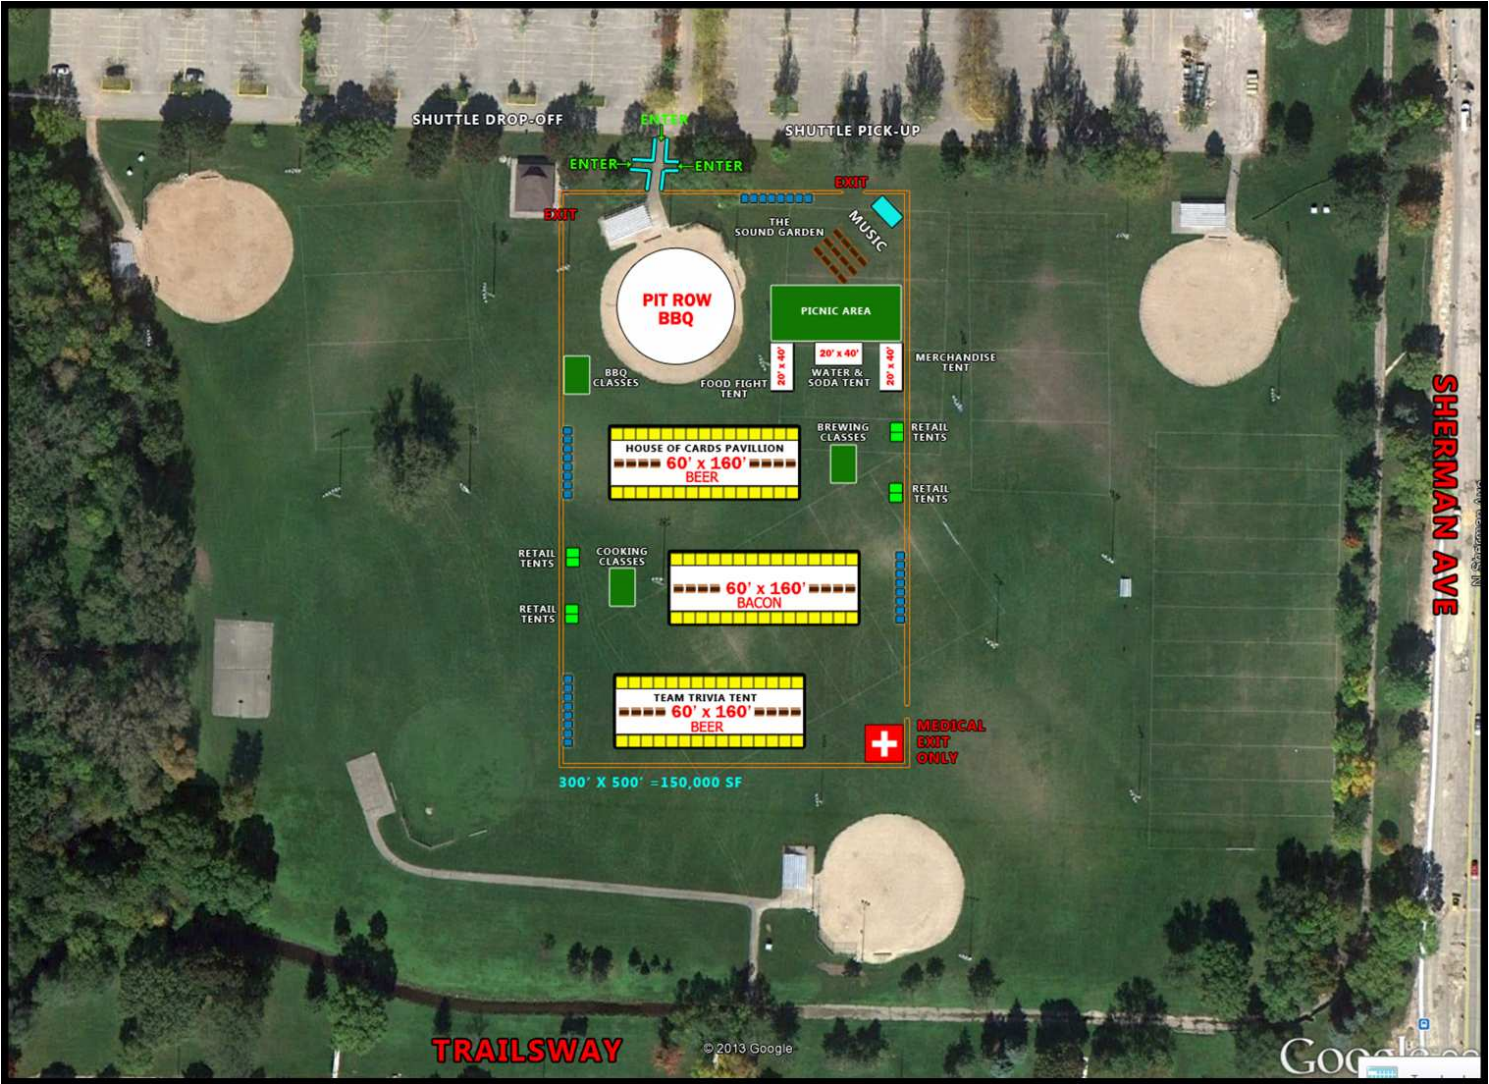 SHUTTLE DROP-OFF
ENTER
SHUTTLE PICK-UP
ENTER→
←ENTER
EXIT
EXIT
THE
SOUND GARDEN
MUSIC
PIT ROW
BBQ
PICNIC AREA
20' x 40'
20' x 40'
20' x 40'
BBQ
CLASSES
FOOD FIGHT
TENT
WATER &
SODA TENT
MERCHANDISE
TENT
HOUSE OF CARDS PAVILLION
60' x 160'
BEER
BREWING
CLASSES
RETAIL
TENTS
RETAIL
TENTS
RETAIL
TENTS
COOKING
CLASSES
60' x 160'
BACON
RETAIL
TENTS
TEAM TRIVIA TENT
60' x 160'
BEER
MEDICAL
EXIT
ONLY
300' X 500' =150,000 SF
SHERMAN AVE
N Sherman Ave
TRAILSWAY
© 2013 Google
Google